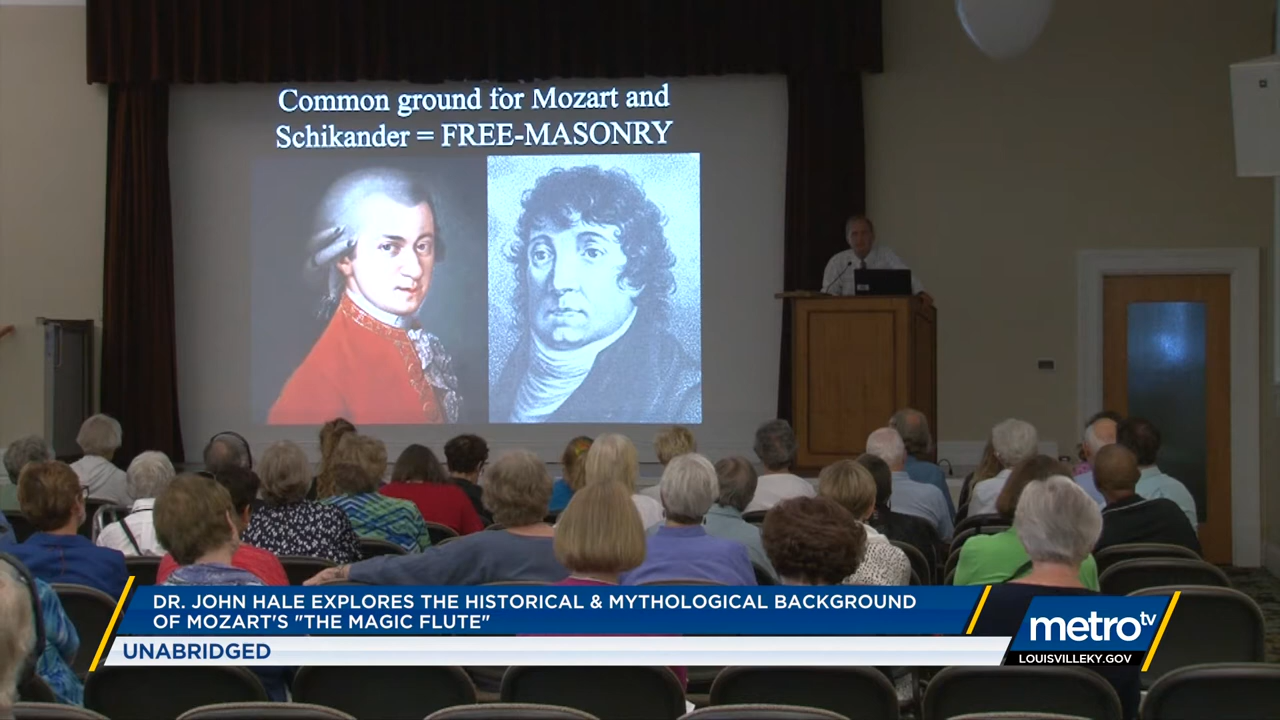 Common ground for Mozart and
Schikander = FREE-MASONRY
DR. JOHN HALE EXPLORES THE HISTORICAL & MYTHOLOGICAL BACKGROUND
OF MOZART'S "THE MAGIC FLUTE"
UNABRIDGED
metrotv
LOUISVILLEKY.GOV